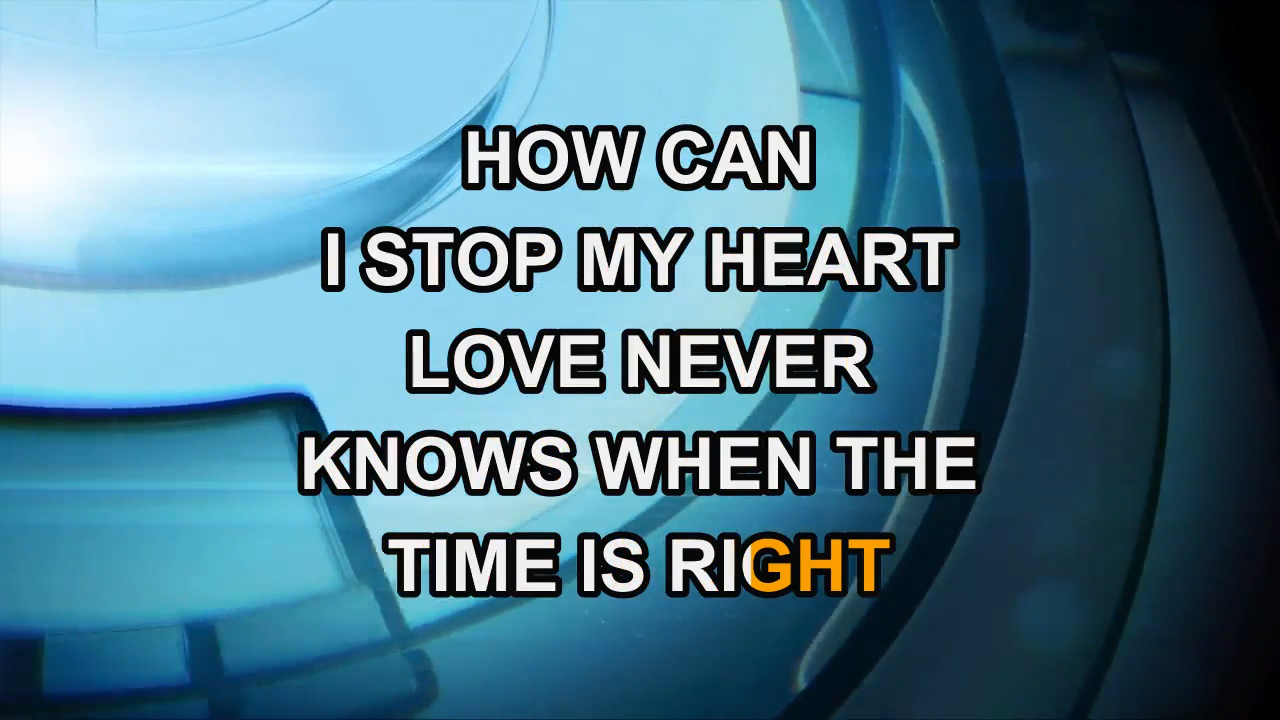 HOW CAN
I STOP MY HEART
LOVE NEVER
KNOWS WHEN THE
TIME IS RIGHT